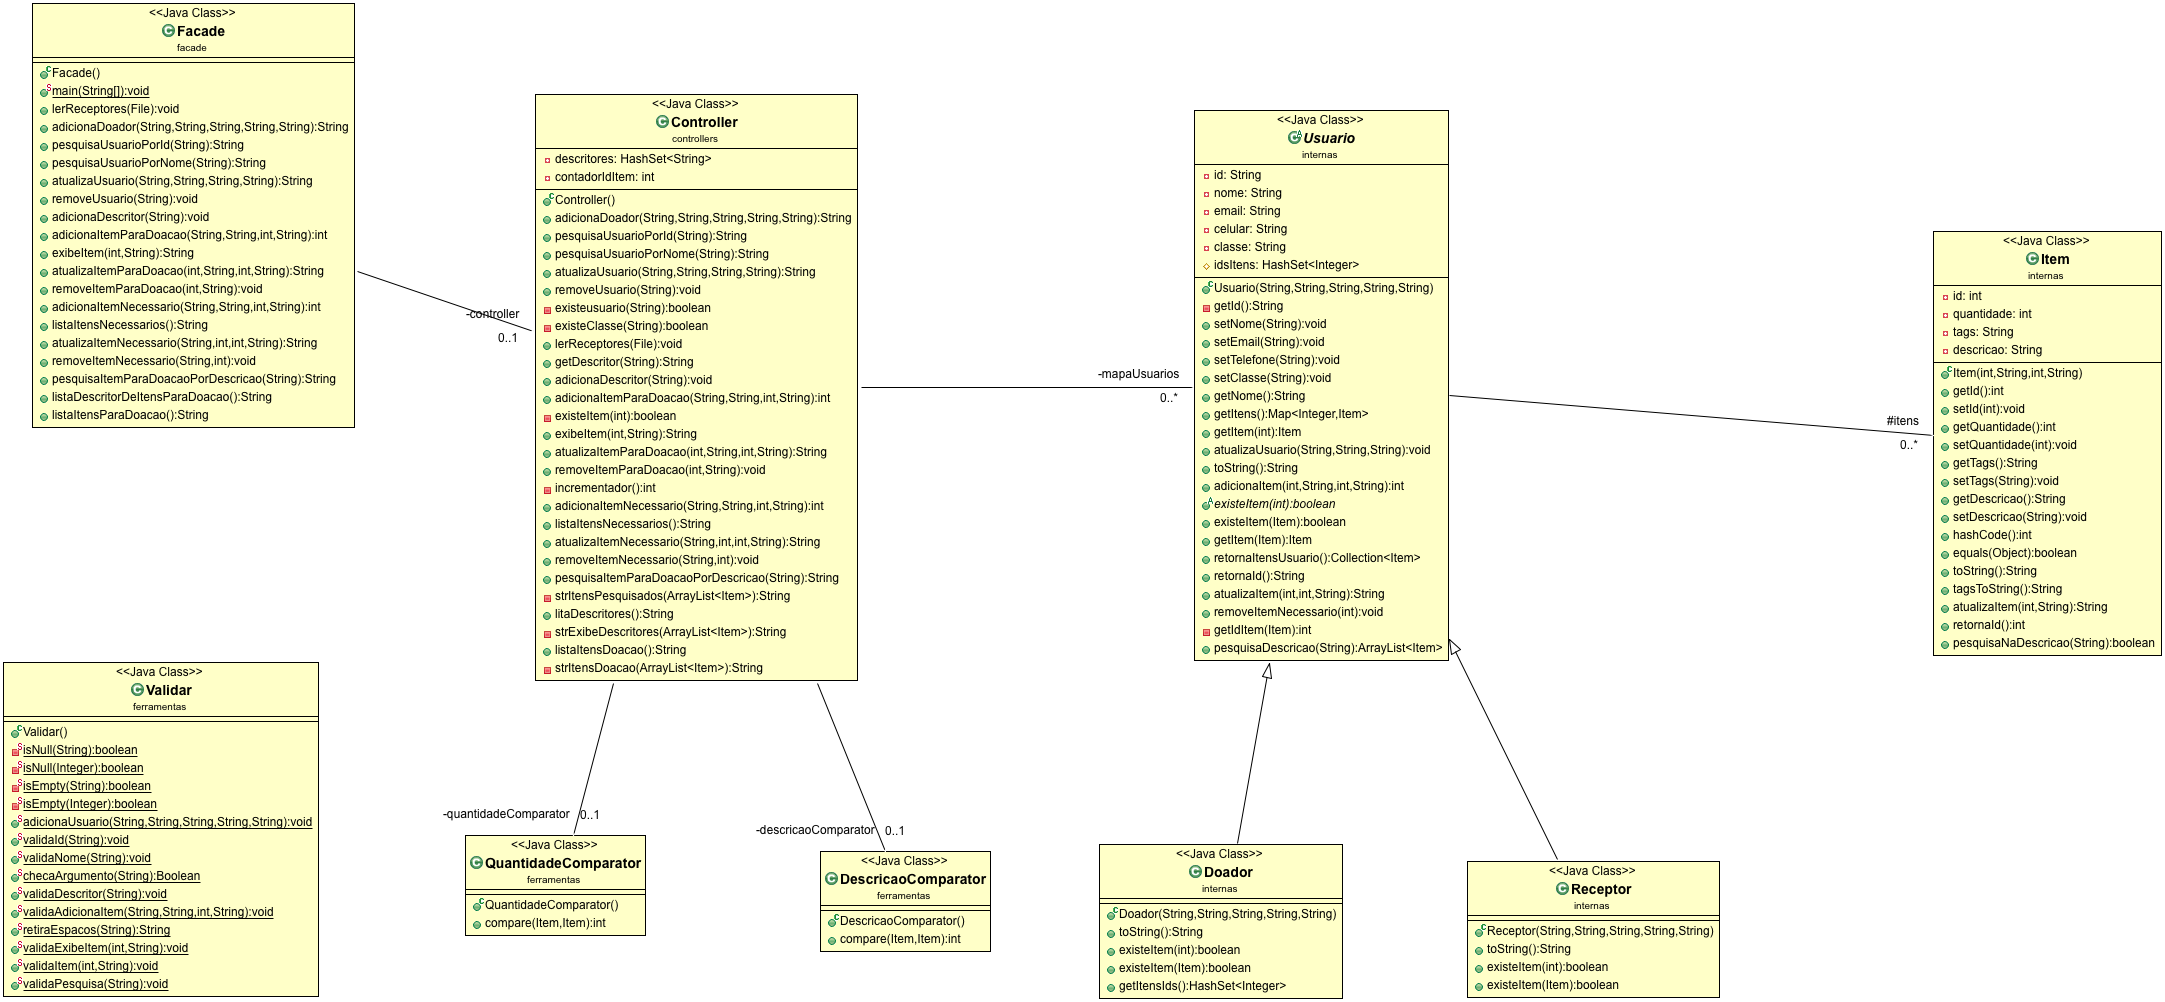 <<Java Class>>
Facade
facade
Facade()
main(String[]):void
lerReceptores(File):void
adicionaDoador(String,String,String,String,String):String
pesquisaUsuarioPorId(String):String
pesquisaUsuarioPorNome(String):String
atualizaUsuario(String,String,String,String):String
removeUsuario(String):void
adicionaDescritor(String):void
adicionaItemParaDoacao(String,String,int,String):int
exibeItem(int,String):String
atualizaItemParaDoacao(int,String,int,String):String
removeItemParaDoacao(int,String):void
adicionaItemNecessario(String,String,int,String):int
listaItensNecessarios():String
atualizaItemNecessario(String,int,int,String):String
removeItemNecessario(String,int):void
pesquisaItemParaDoacaoPorDescricao(String):String
listaDescritorDeItensParaDoacao():String
listaItensParaDoacao():String
-controller
0..1
<<Java Class>>
Controller
controllers
descritores: HashSet<String>
contadorIdItem: int
Controller()
adicionaDoador(String,String,String,String,String):String
pesquisaUsuarioPorId(String):String
pesquisaUsuarioPorNome(String):String
atualizaUsuario(String,String,String,String):String
removeUsuario(String):void
existeusuario(String):boolean
existeClasse(String):boolean
lerReceptores(File):void
getDescritor(String):String
adicionaDescritor(String):void
adicionaItemParaDoacao(String,String,int,String):int
existeItem(int):boolean
exibeItem(int,String):String
atualizaItemParaDoacao(int,String,int,String):String
removeItemParaDoacao(int,String):void
incrementador():int
adicionaItemNecessario(String,String,int,String):int
listaItensNecessarios():String
atualizaItemNecessario(String,int,int,String):String
removeItemNecessario(String,int):void
pesquisaItemParaDoacaoPorDescricao(String):String
strItensPesquisados(ArrayList<Item>):String
litaDescritores():String
strExibeDescritores(ArrayList<Item>):String
listaItensDoacao():String
strItensDoacao(ArrayList<Item>):String
-mapaUsuarios
0..*
<<Java Class>>
Usuario
internas
id: String
nome: String
email: String
celular: String
classe: String
idsItens: HashSet<Integer>
Usuario(String,String,String,String,String)
getId():String
setNome(String):void
setEmail(String):void
setTelefone(String):void
setClasse(String):void
getNome():String
getItens():Map<Integer,Item>
getItem(int):Item
atualizaUsuario(String,String,String):void
toString():String
adicionaItem(int,String,int,String):int
existeItem(int):boolean
existeItem(Item):boolean
getItem(Item):Item
retornaItensUsuario():Collection<Item>
retornaId():String
atualizaItem(int,int,String):String
removeItemNecessario(int):void
getIdItem(Item):int
pesquisaDescricao(String):ArrayList<Item>
#itens
0..*
<<Java Class>>
Item
internas
id: int
quantidade: int
tags: String
descricao: String
Item(int,String,int,String)
getId():int
setId(int):void
getQuantidade():int
setQuantidade(int):void
getTags():String
setTags(String):void
getDescricao():String
setDescricao(String):void
hashCode():int
equals(Object):boolean
toString():String
tagsToString():String
atualizaItem(int,String):String
retornaId():int
pesquisaNaDescricao(String):boolean
<<Java Class>>
Validar
ferramentas
Validar()
isNull(String):boolean
isNull(Integer):boolean
isEmpty(String):boolean
isEmpty(Integer):boolean
adicionaUsuario(String,String,String,String,String):void
validaId(String):void
validaNome(String):void
checaArgumento(String):Boolean
validaDescritor(String):void
validaAdicionaItem(String,String,int,String):void
retiraEspacos(String):String
validaExibeItem(int,String):void
validaItem(int,String):void
validaPesquisa(String):void
-quantidadeComparator
0..1
<<Java Class>>
QuantidadeComparator
ferramentas
QuantidadeComparator()
compare(Item,Item):int
-descricaoComparator
0..1
<<Java Class>>
DescricaoComparator
ferramentas
DescricaoComparator()
compare(Item,Item):int
<<Java Class>>
Doador
internas
Doador(String,String,String,String,String)
toString():String
existeItem(int):boolean
existeItem(Item):boolean
getItensIds():HashSet<Integer>
<<Java Class>>
Receptor
internas
Receptor(String,String,String,String,String)
toString():String
existeItem(int):boolean
existeItem(Item):boolean